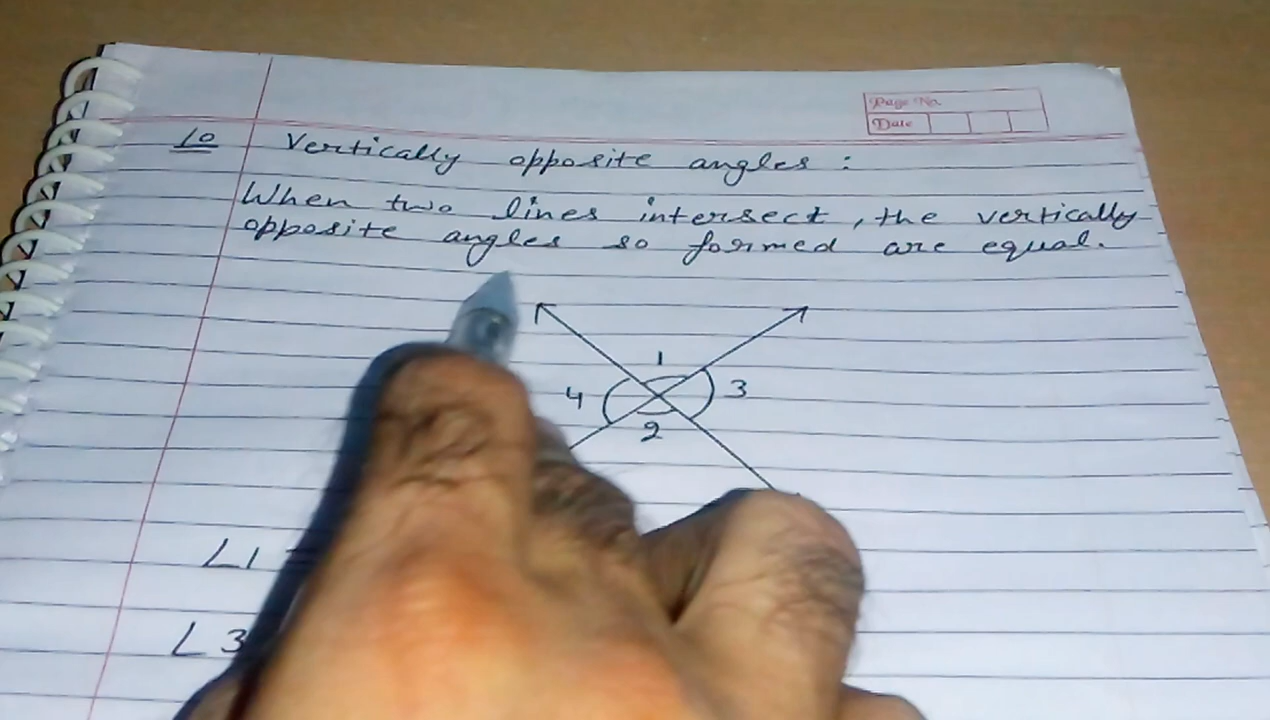 Page No.
Date
10 Vertically opposite angles :
When two lines intersect, the vertically
opposite angles so formed are equal.
1
4 3
2
∠1
∠3